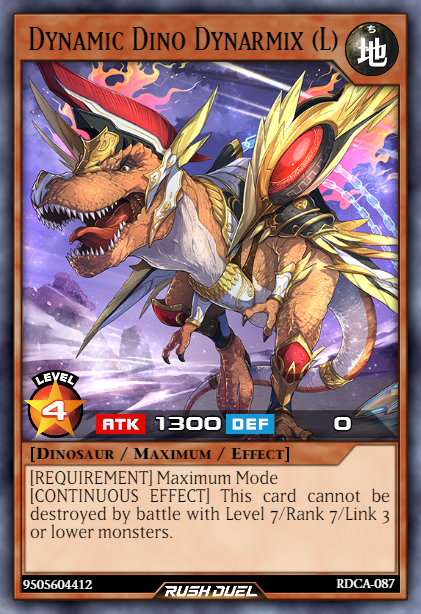 Dynamic Dino Dynarmix (L)
ち
地
LEVEL
4
ATK 1300 DEF 0
[Dinosaur / Maximum / Effect]
[REQUIREMENT] Maximum Mode
[CONTINUOUS EFFECT] This card cannot be
destroyed by battle with Level 7/Rank 7/Link 3
or lower monsters.
9505604412 RUSH DUEL RDCA-087